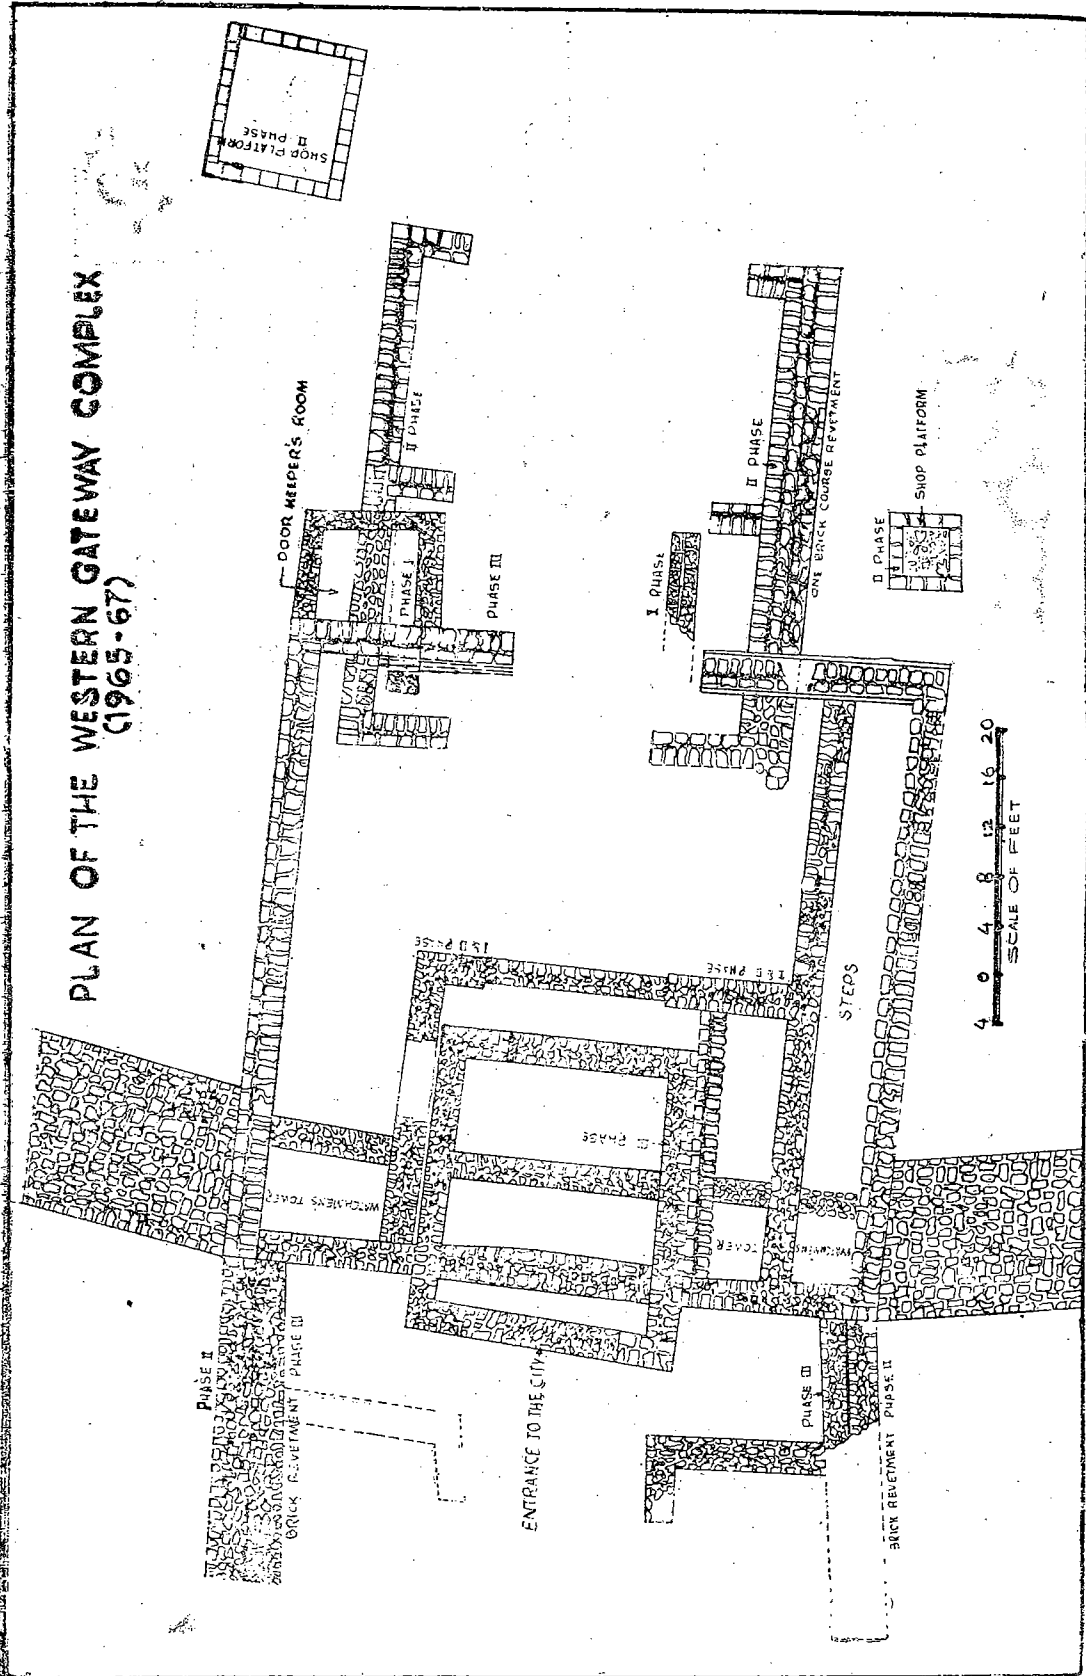 PLAN OF THE WESTERN GATEWAY COMPLEX
(1965-67)
SHOP PLATFORM
II PHASE
DOOR KEEPER'S ROOM
II PHASE
PHASE I
PHASE III
I PHASE
II PHASE
ONE BRICK COURSE REVETMENT
II PHASE
SHOP PLATFORM
I & II PHASE
I & II PHASE
STEPS
III PHASE
WATCHMEN'S TOWER
WATCHMEN'S
TOWER
PHASE II
BRICK REVETMENT PHASE III
ENTRANCE TO THE CITY
PHASE III
BRICK REVETMENT PHASE II
4 0 4 8 12 16 20
SCALE OF FEET